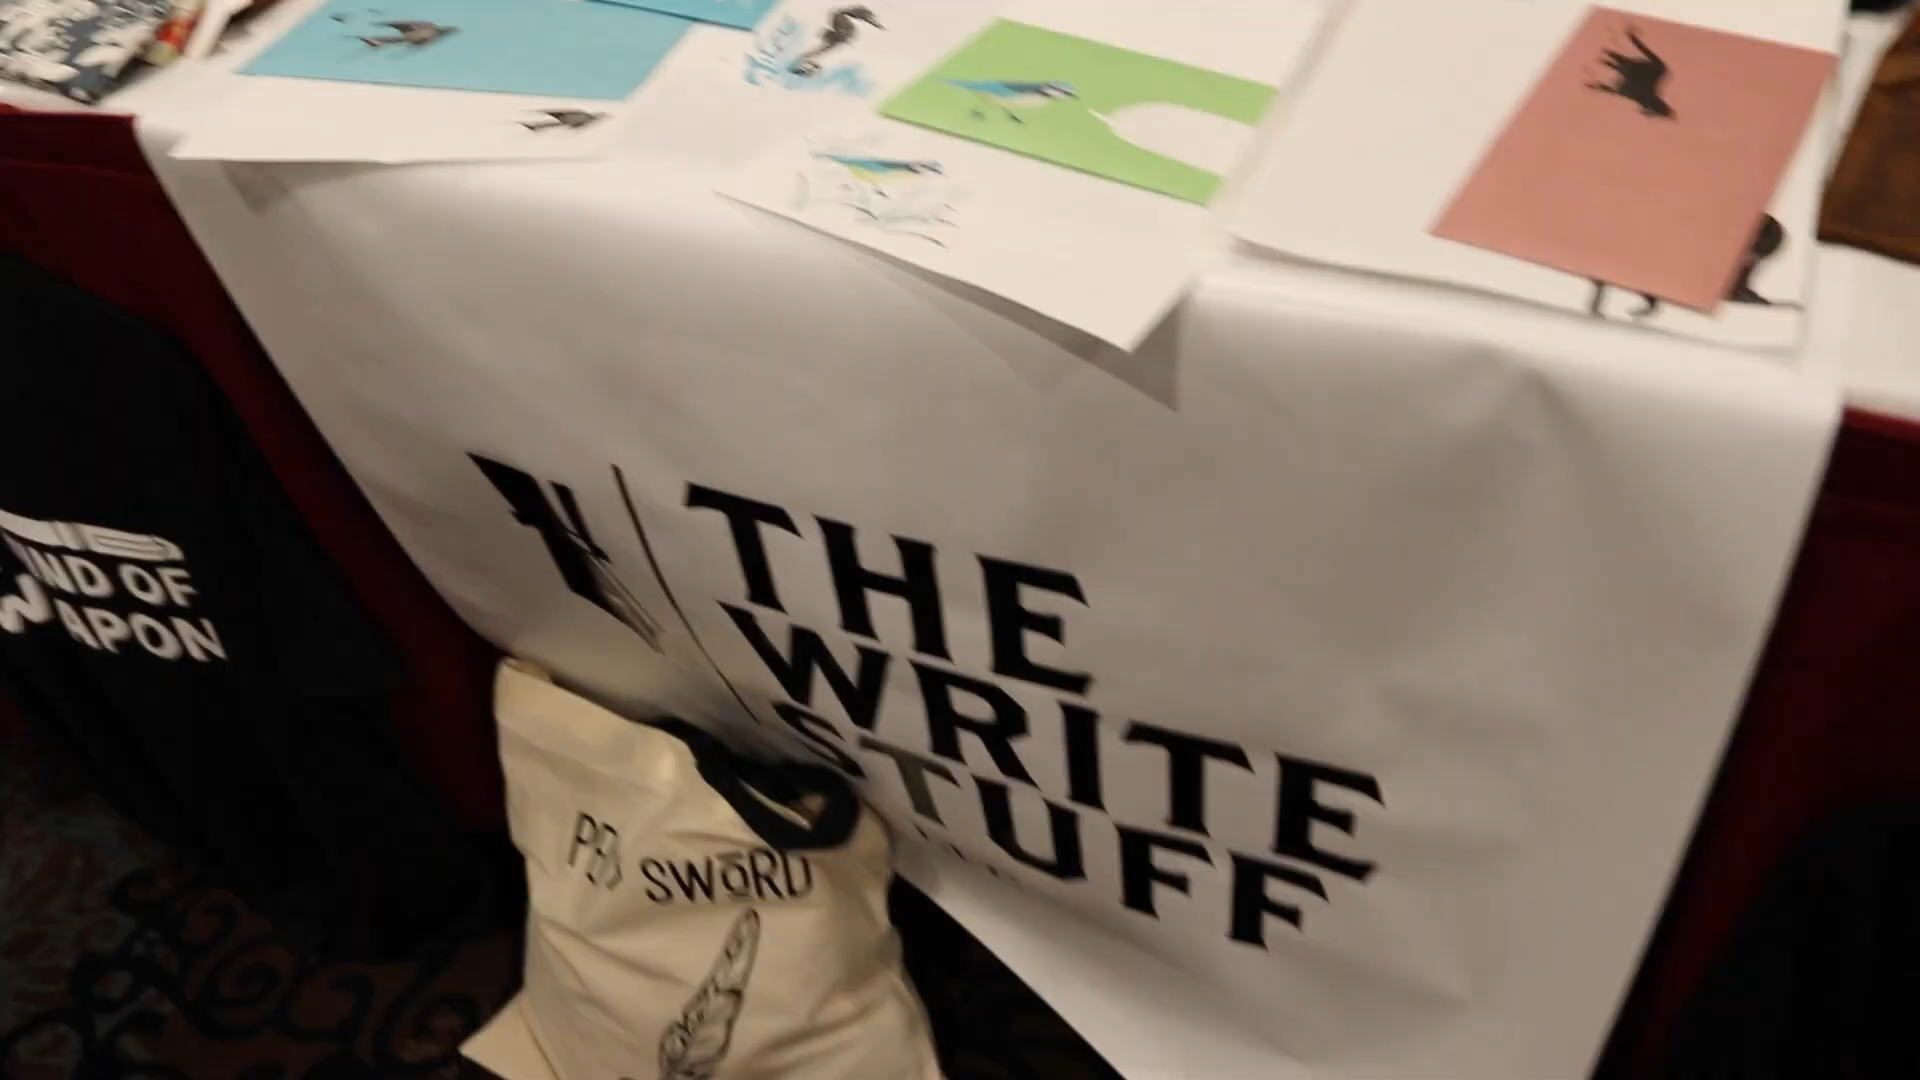 THE
WRITE
STUFF
ND OF
APON
SWORD